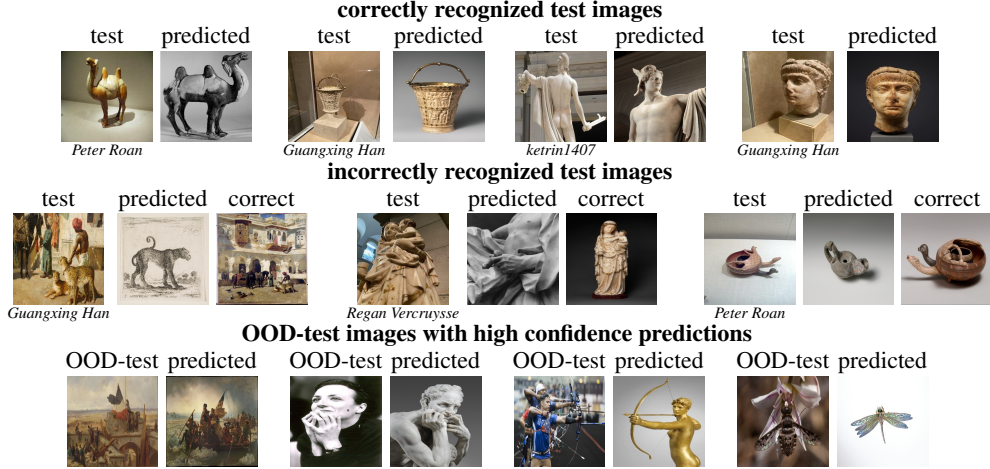 correctly recognized test images
test predicted test predicted test predicted test predicted
Peter Roan Guangxing Han ketrin1407 Guangxing Han
incorrectly recognized test images
test predicted correct test predicted correct test predicted correct
Guangxing Han Regan Vercruysse Peter Roan
OOD-test images with high confidence predictions
OOD-test predicted OOD-test predicted OOD-test predicted OOD-test predicted